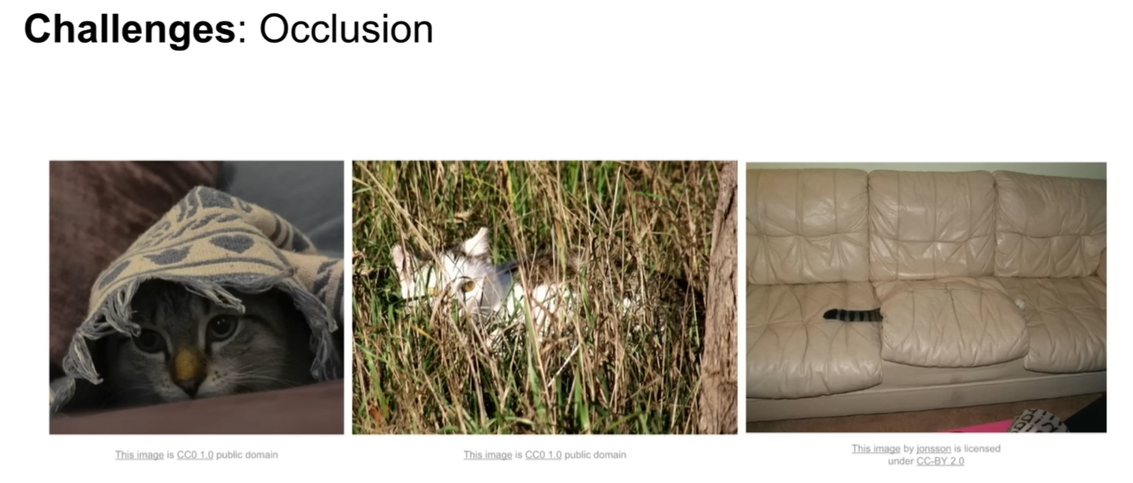 Challenges: Occlusion
This image is CC0 1.0 public domain
This image is CC0 1.0 public domain
This image by jonsson is licensed
under CC-BY 2.0